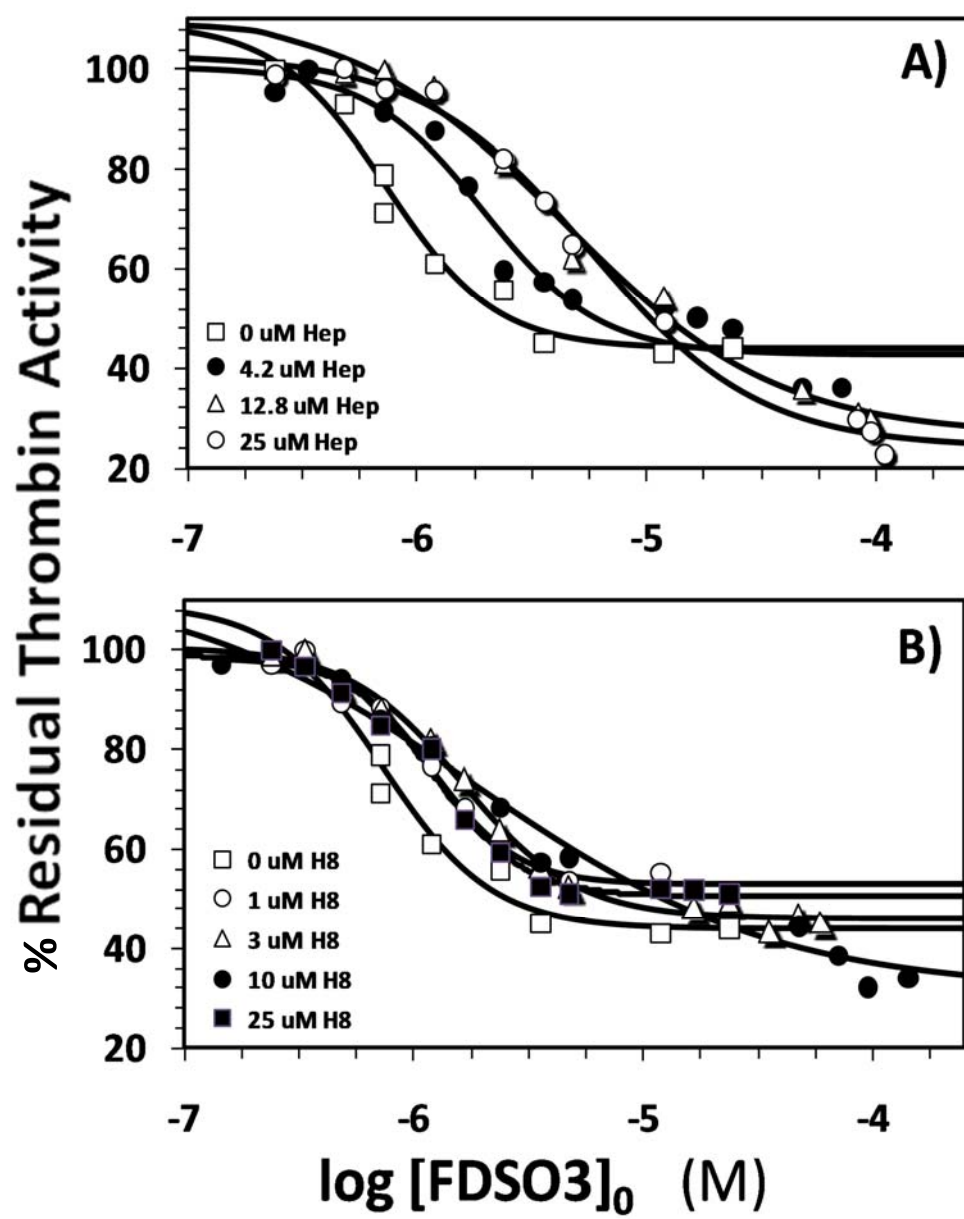 % Residual Thrombin Activity
A)
100
80
60
40
20
0 uM Hep
4.2 uM Hep
12.8 uM Hep
25 uM Hep
-7 -6 -5 -4
B)
100
80
60
40
20
0 uM H8
1 uM H8
3 uM H8
10 uM H8
25 uM H8
-7 -6 -5 -4
log [FDSO3]0 (M)